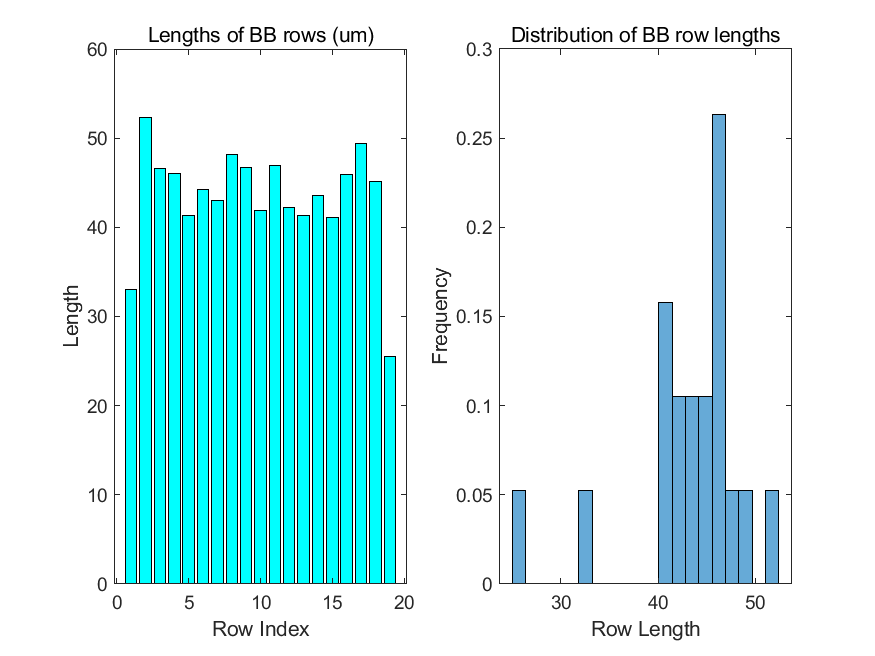 Lengths of BB rows (um)
60
50
40
30
20
10
0
Length
0 5 10 15 20
Row Index
Distribution of BB row lengths
0.3
0.25
0.2
0.15
0.1
0.05
0
Frequency
30 40 50
Row Length